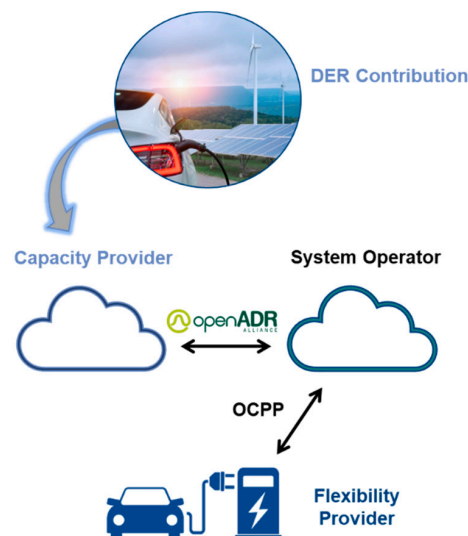 DER Contribution
Capacity Provider
System Operator
openADR
ALLIANCE
OCPP
Flexibility
Provider